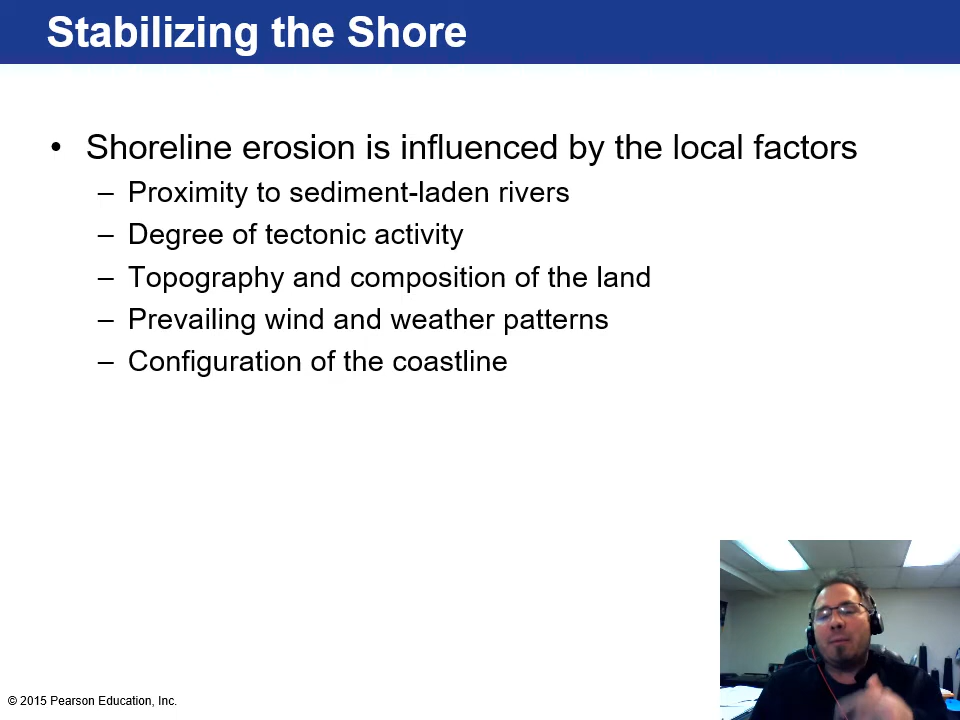 Stabilizing the Shore
• Shoreline erosion is influenced by the local factors
– Proximity to sediment-laden rivers
– Degree of tectonic activity
– Topography and composition of the land
– Prevailing wind and weather patterns
– Configuration of the coastline
© 2015 Pearson Education, Inc.